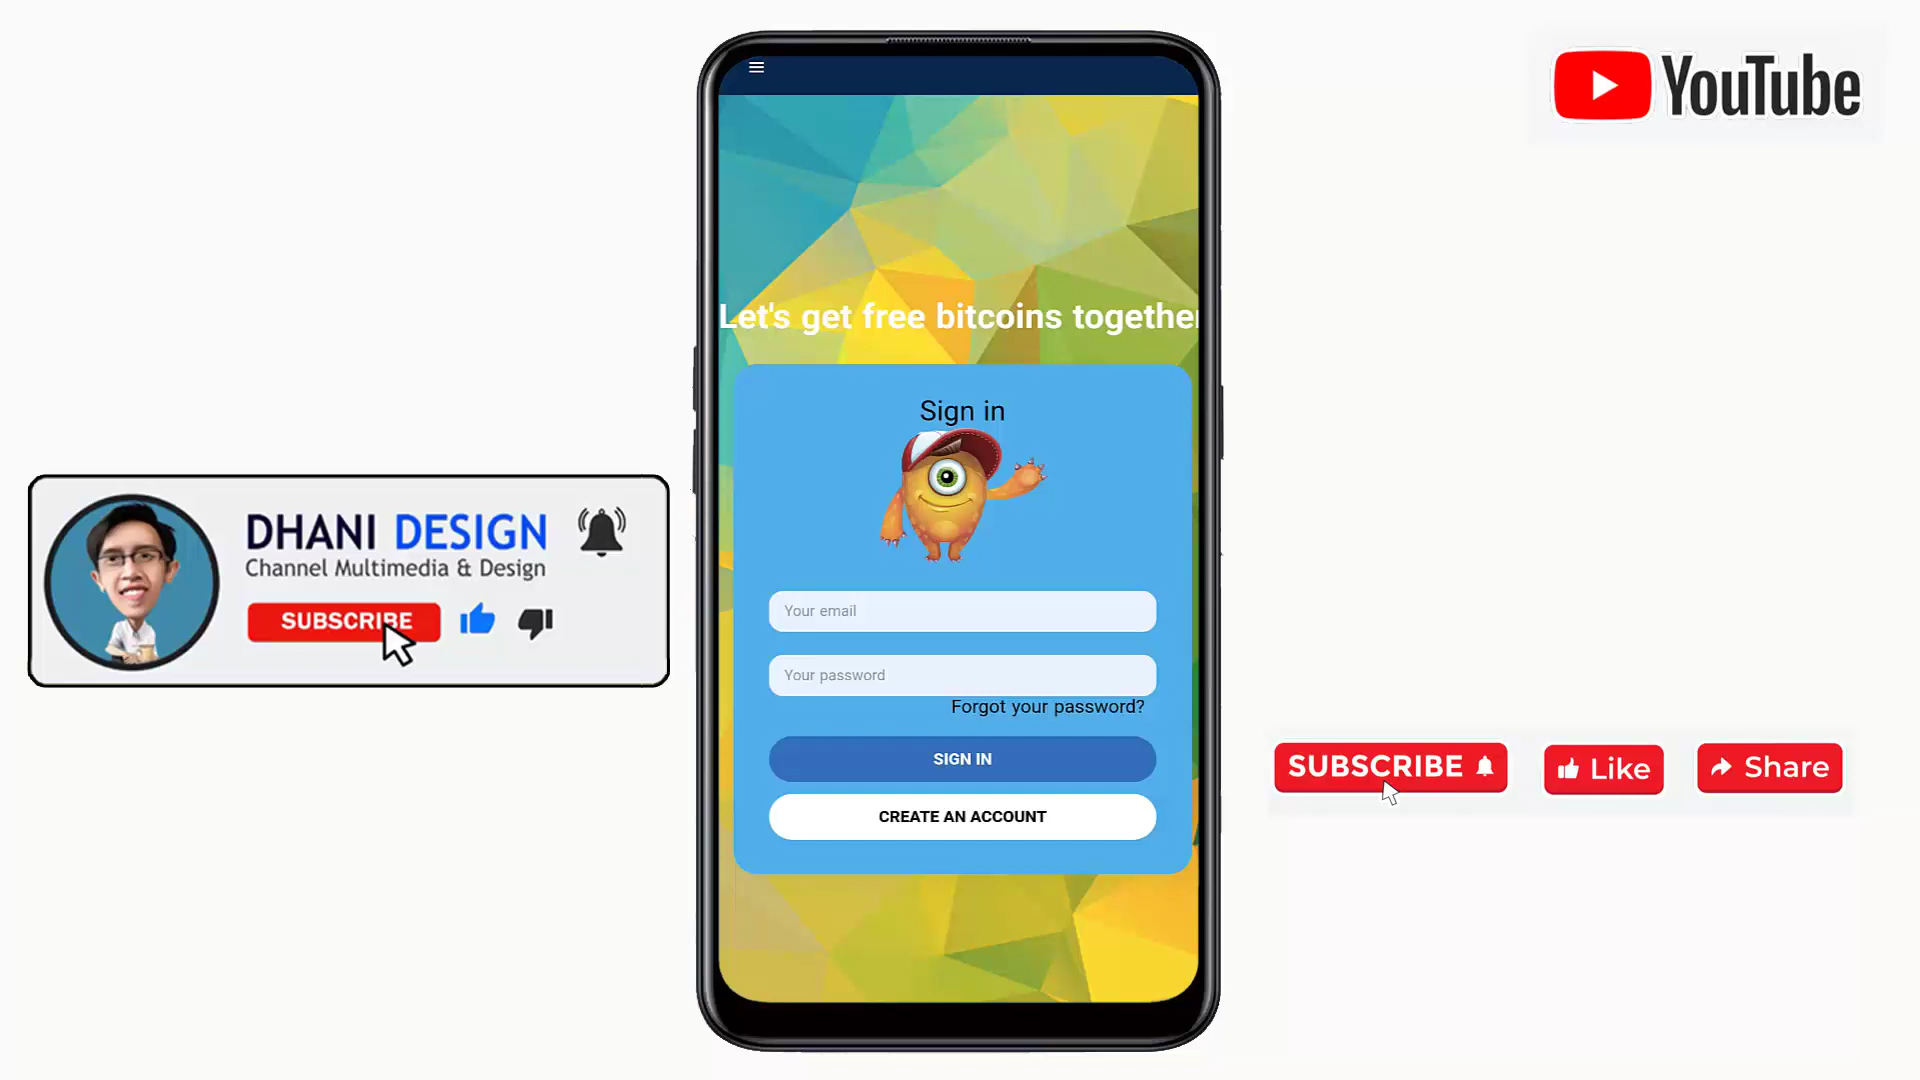 YouTube
Let's get free bitcoins together
Sign in
DHANI DESIGN
Channel Multimedia & Design
SUBSCRIBE
Your email
Your password
Forgot your password?
SIGN IN
CREATE AN ACCOUNT
SUBSCRIBE
Like
Share